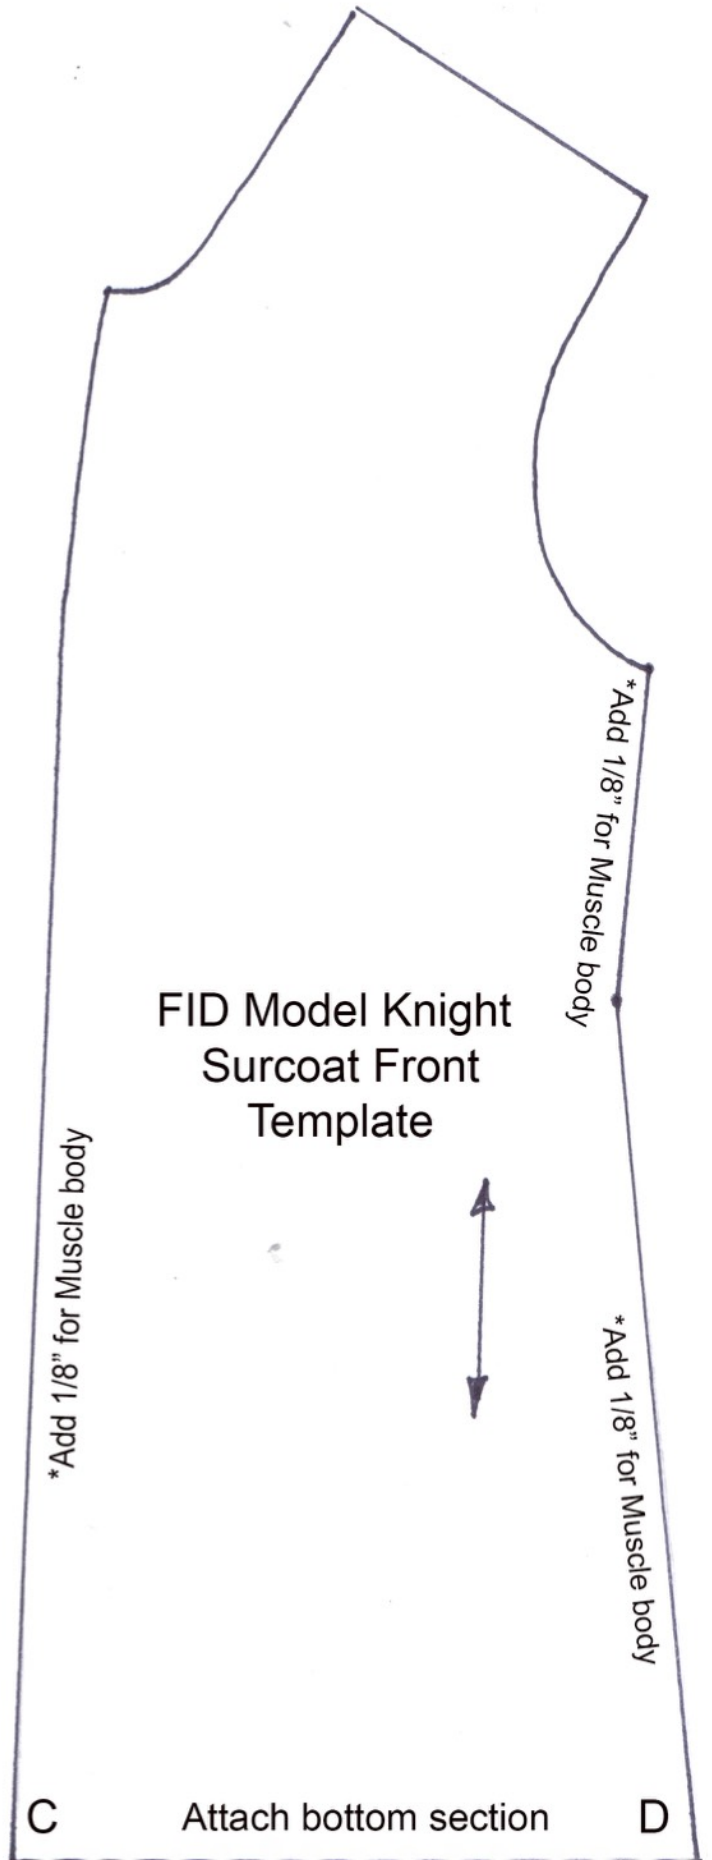 *Add 1/8” for Muscle body
FID Model Knight
Surcoat Front
Template
*Add 1/8” for Muscle body
*Add 1/8” for Muscle body
C
Attach bottom section
D